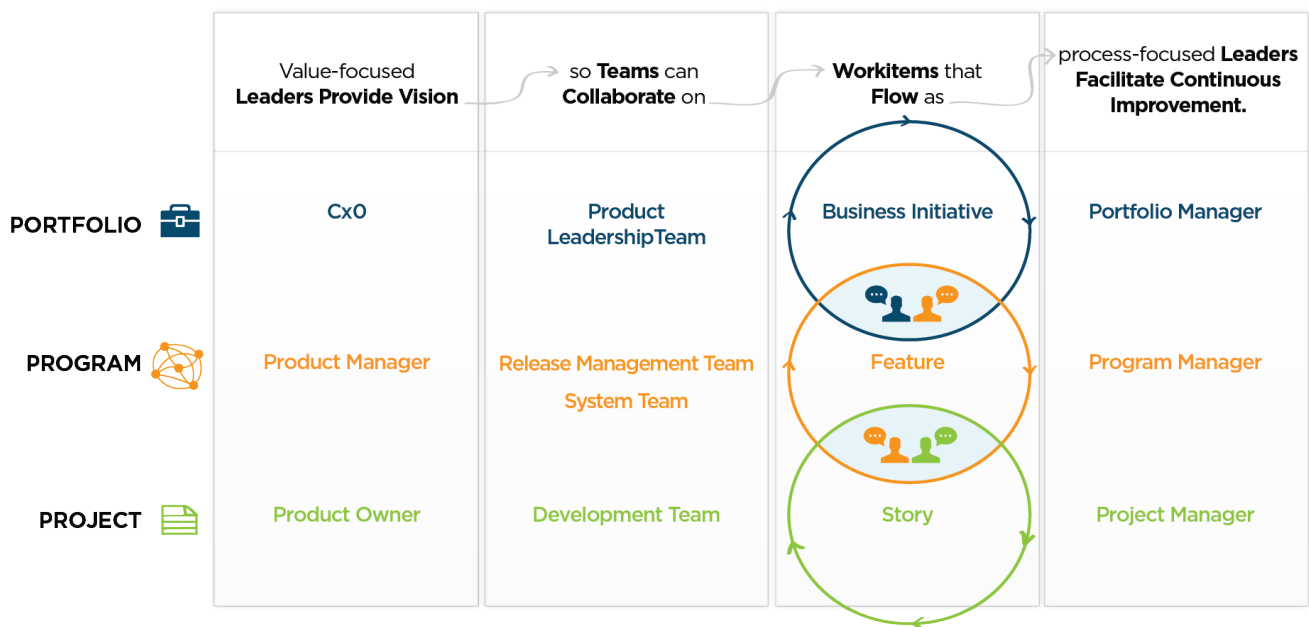 Value-focused
Leaders Provide Vision
so Teams can
Collaborate on
Workitems that
Flow as
process-focused Leaders
Facilitate Continuous
Improvement.
PORTFOLIO
Cx0
Product
LeadershipTeam
Business Initiative
Portfolio Manager
PROGRAM
Product Manager
Release Management Team
System Team
Feature
Program Manager
PROJECT
Product Owner
Development Team
Story
Project Manager